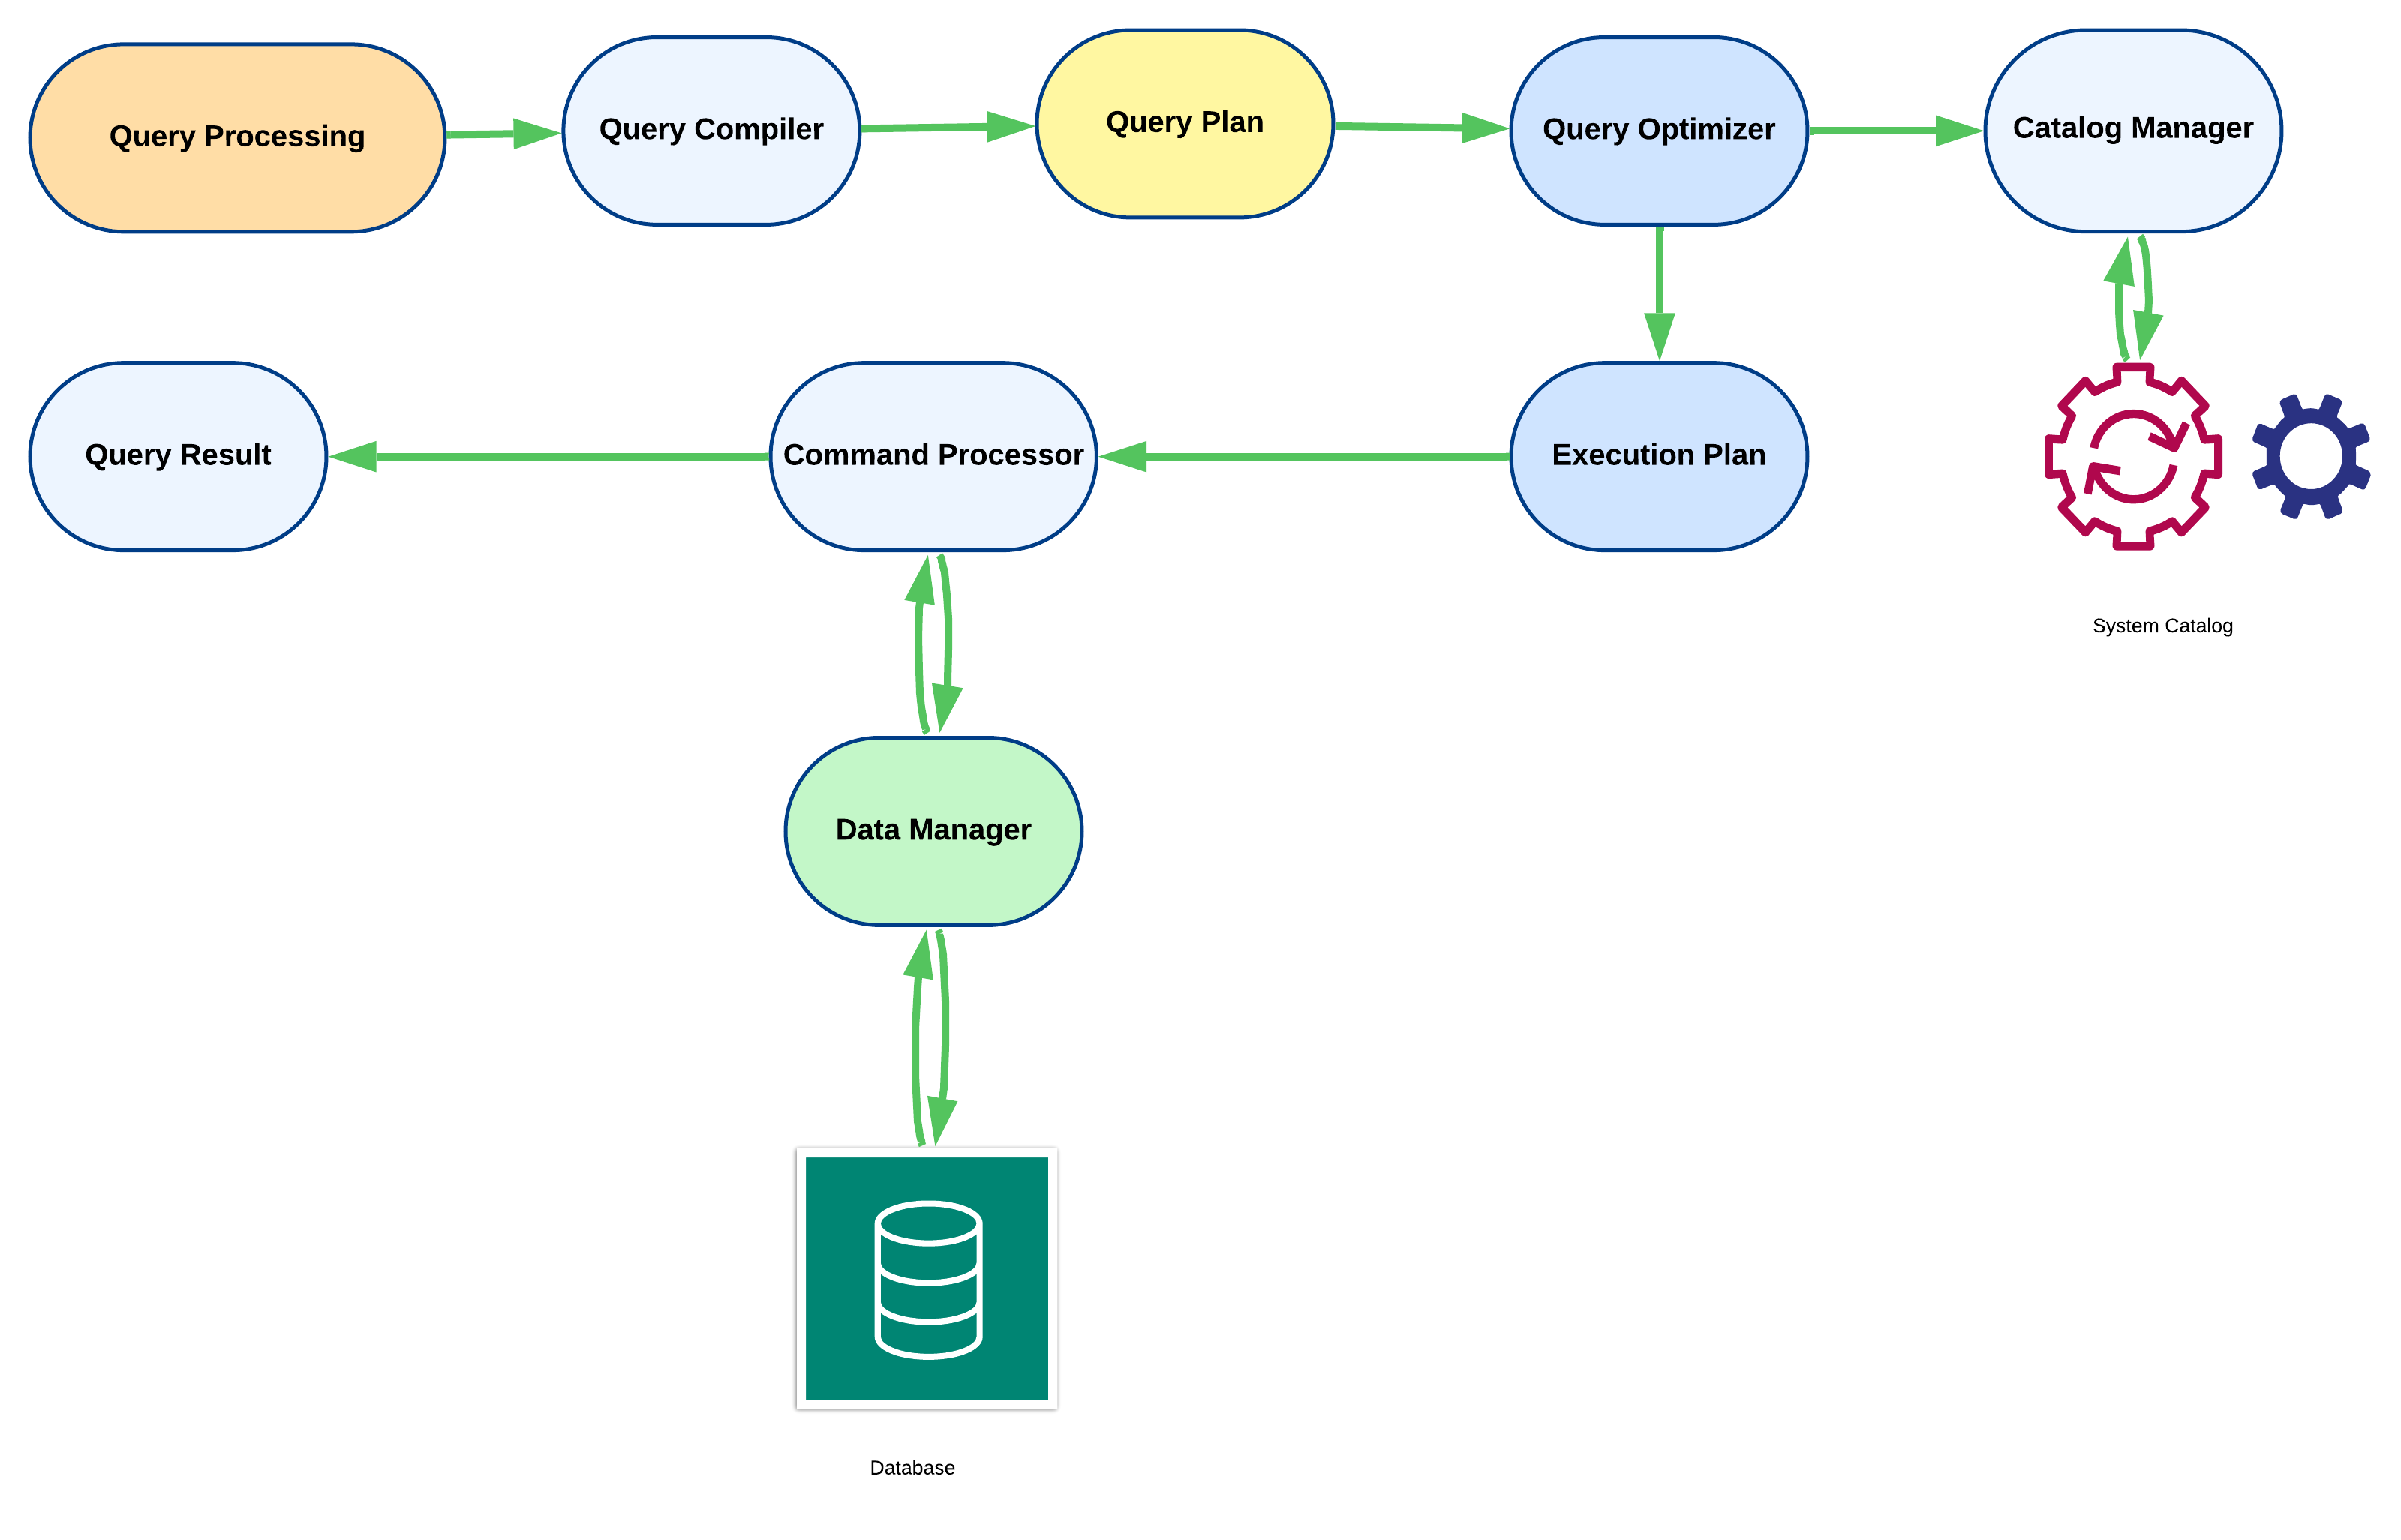 Query Processing
Query Compiler
Query Plan
Query Optimizer
Catalog Manager
Query Result
Command Processor
Execution Plan
System Catalog
Data Manager
Database